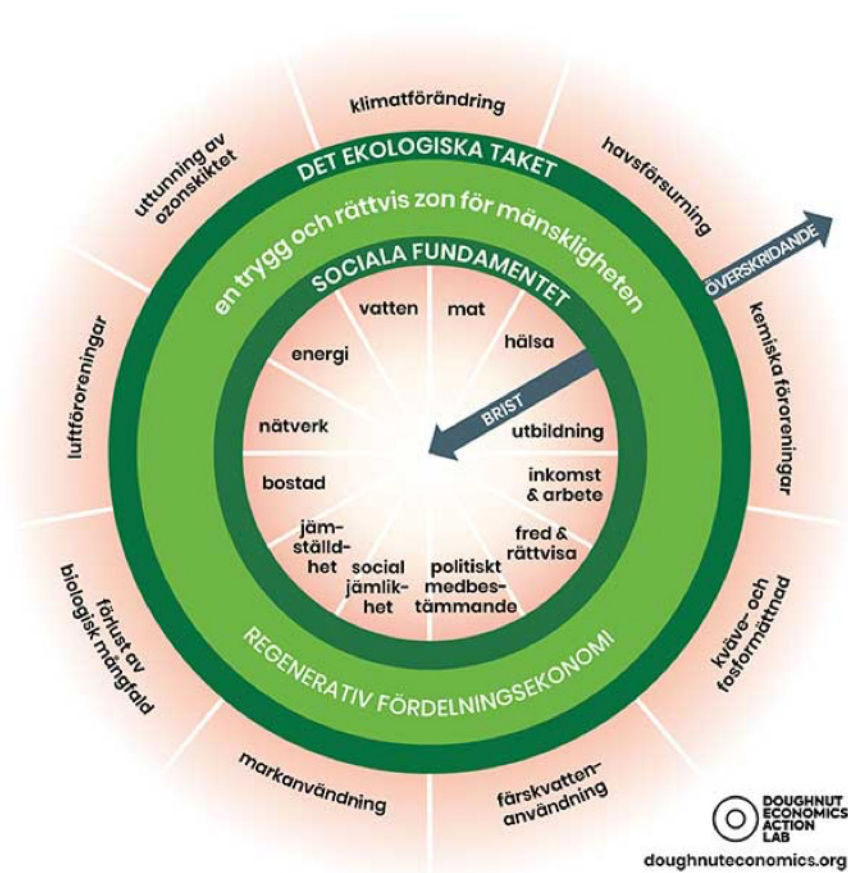 klimatförändring
havsförsurning
ÖVERSKRIDANDE
kemiska föroreningar
kväve- och
fosformättnad
färskvatten-
användning
markanvändning
förlust av
biologisk mångfald
luftföroreningar
uttunning av
ozonskiktet
DET EKOLOGISKA TAKET
en trygg och rättvis zon för mänskligheten
SOCIALA FUNDAMENTET
vatten
mat
hälsa
BRIST
utbildning
inkomst
& arbete
fred &
rättvisa
politiskt
medbes-
tämmande
social
jämlik-
het
jäm-
ställd-
het
bostad
nätverk
energi
REGENERATIV FÖRDELNINGSEKONOMI
DOUGHNUT
ECONOMICS
ACTION
LAB
doughnuteconomics.org